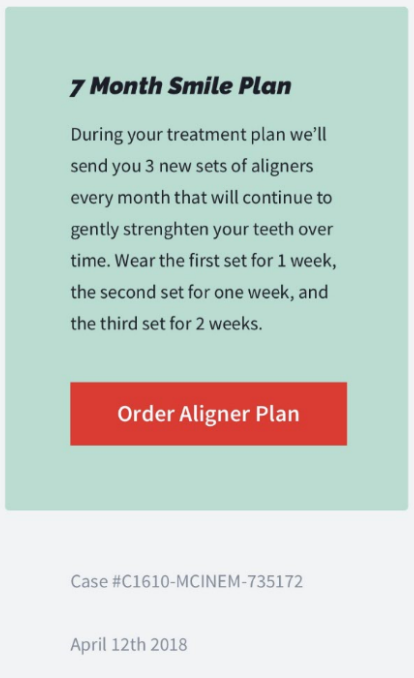 7 Month Smile Plan
During your treatment plan we'll
send you 3 new sets of aligners
every month that will continue to
gently strenghten your teeth over
time. Wear the first set for 1 week,
the second set for one week, and
the third set for 2 weeks.
Order Aligner Plan
Case #C1610-MCINEM-735172
April 12th 2018